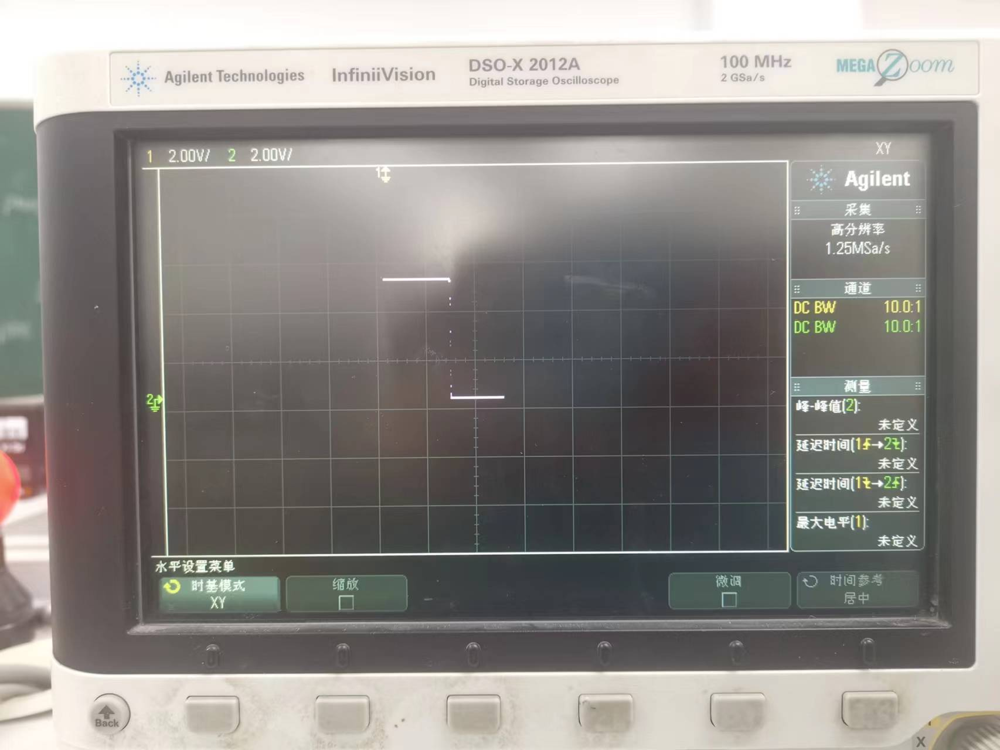 Agilent Technologies InfiniiVision DSO-X 2012A 100 MHz MEGA Zoom
Digital Storage Oscilloscope 2 GSa/s
1 2.00V/ 2 2.00V/ XY
1
Agilent
采集
高分辨率
1.25MSa/s
通道
DC BW 10.0:1
DC BW 10.0:1
测量
2
峰-峰值(2):
未定义
延迟时间(1→2):
未定义
延迟时间(1→2):
未定义
最大电平(1):
未定义
水平设置菜单
时基模式 缩放 微调 时间参考
XY 居中
Back
X